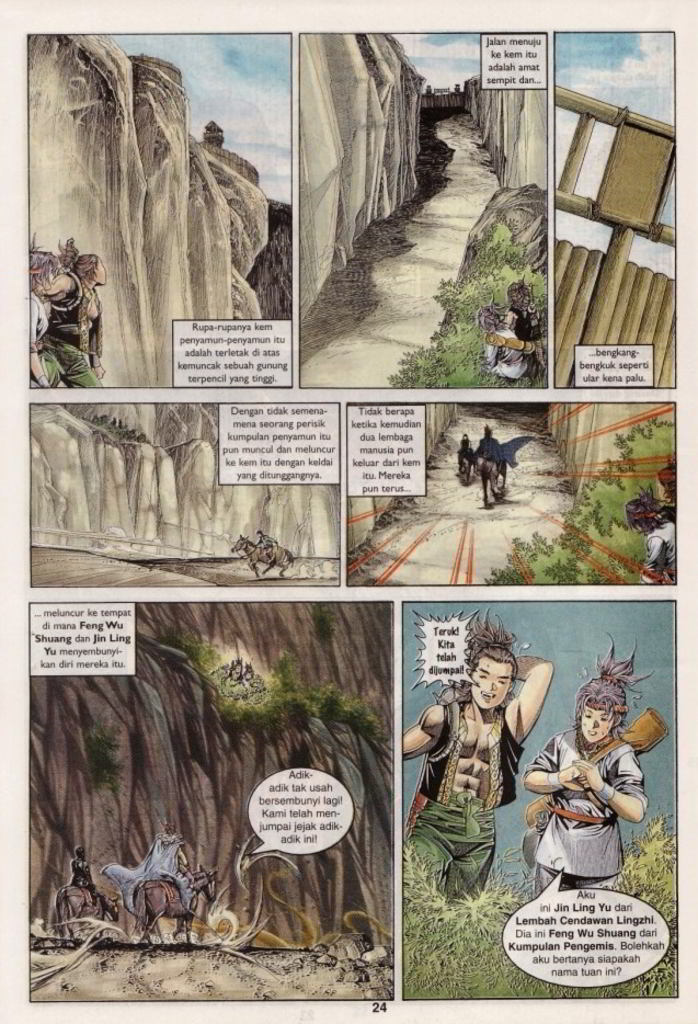 Rupa-rupanya kem
penyamun-penyamun itu
adalah terletak di atas
kemuncak sebuah gunung
terpencil yang tinggi.
Jalan menuju
ke kem itu
adalah amat
sempit dan...
...bengkang-
bengkuk seperti
ular kena palu.
Dengan tidak semena-
mena seorang perisik
kumpulan penyamun itu
pun muncul dan meluncur
ke kem itu dengan keldai
yang ditunggangnya.
Tidak berapa
ketika kemudian
dua lembaga
manusia pun
keluar dari kem
itu. Mereka
pun terus...
... meluncur ke tempat
di mana Feng Wu
Shuang dan Jin Ling
Yu menyembunyi-
kan diri mereka itu.
Adik-
adik tak usah
bersembunyi lagi!
Kami telah men-
jumpai jejak adik-
adik ini!
Teruk!
Kita
telah
dijumpai!
Aku
ini Jin Ling Yu dari
Lembah Cendawan Lingzhi.
Dia ini Feng Wu Shuang dari
Kumpulan Pengemis. Bolehkah
aku bertanya siapakah
nama tuan ini?
24